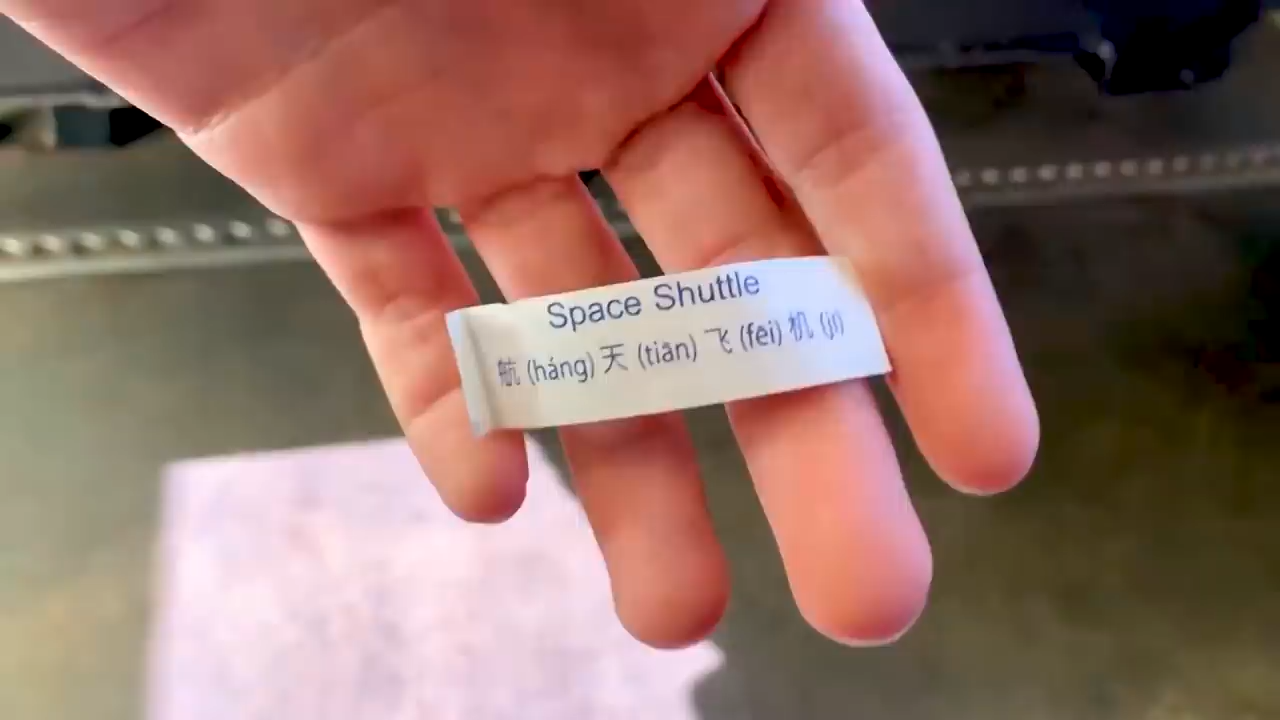 Space Shuttle
航 (háng) 天 (tiān) 飞 (fēi) 机 (jī)